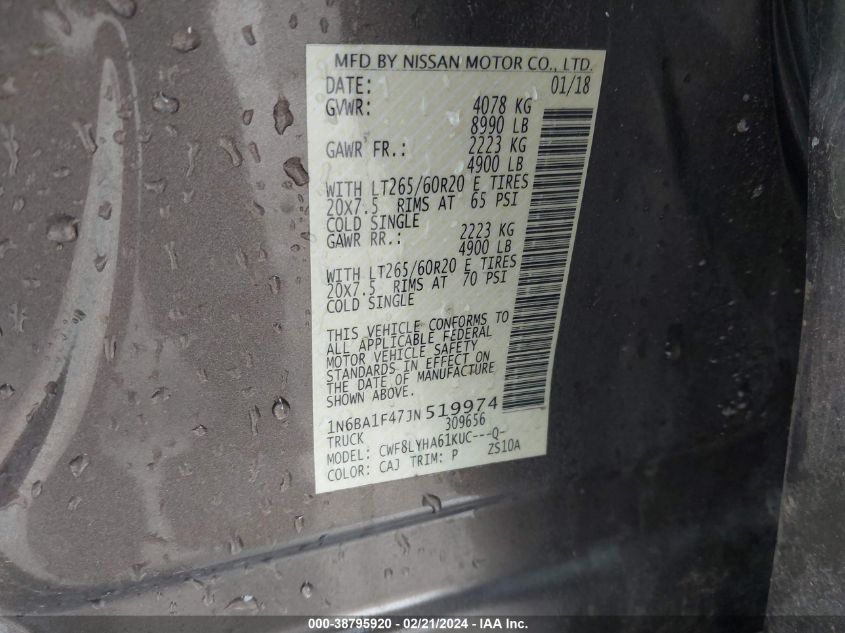 MFD BY NISSAN MOTOR CO., LTD.
DATE: 01/18
GVWR: 4078 KG
8990 LB
GAWR FR.: 2223 KG
4900 LB
WITH LT265/60R20 E TIRES
20X7.5 RIMS AT 65 PSI
COLD SINGLE
GAWR RR.: 2223 KG
4900 LB
WITH LT265/60R20 E TIRES
20X7.5 RIMS AT 70 PSI
COLD SINGLE
THIS VEHICLE CONFORMS TO
ALL APPLICABLE FEDERAL
MOTOR VEHICLE SAFETY
STANDARDS IN EFFECT ON
THE DATE OF MANUFACTURE
SHOWN ABOVE.
1N6BA1F47JN519974
TRUCK 309656
MODEL: CWF8LYHA61KUC---Q-
COLOR: CAJ TRIM: P ZS10A
000-38795920 - 02/21/2024 - IAA Inc.